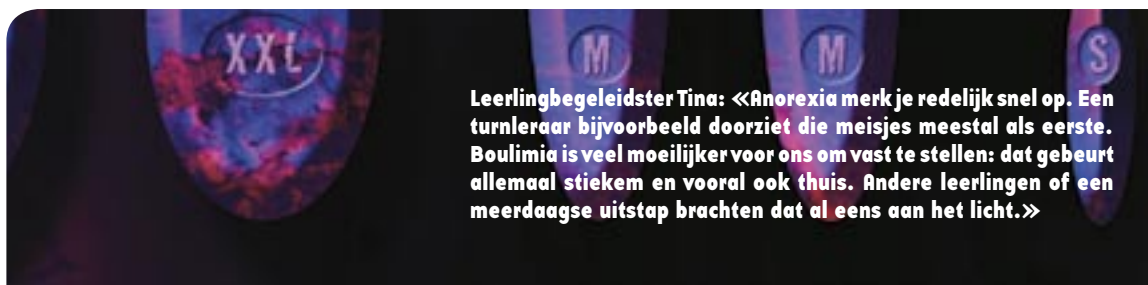 XXL M M S
Leerlingbegeleidster Tina: «Anorexia merk je redelijk snel op. Een
turnleraar bijvoorbeeld doorziet die meisjes meestal als eerste.
Boulimia is veel moeilijker voor ons om vast te stellen: dat gebeurt
allemaal stiekem en vooral ook thuis. Andere leerlingen of een
meerdaagse uitstap brachten dat al eens aan het licht.»